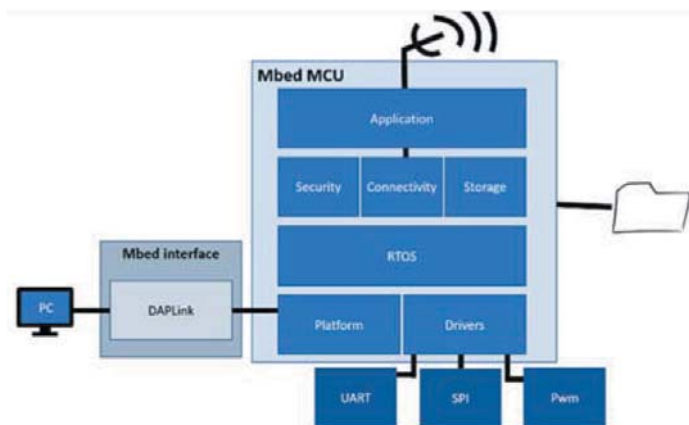 Mbed MCU
Application
Security Connectivity Storage
RTOS
Mbed interface
PC
DAPLink
Platform Drivers
UART SPI Pwm